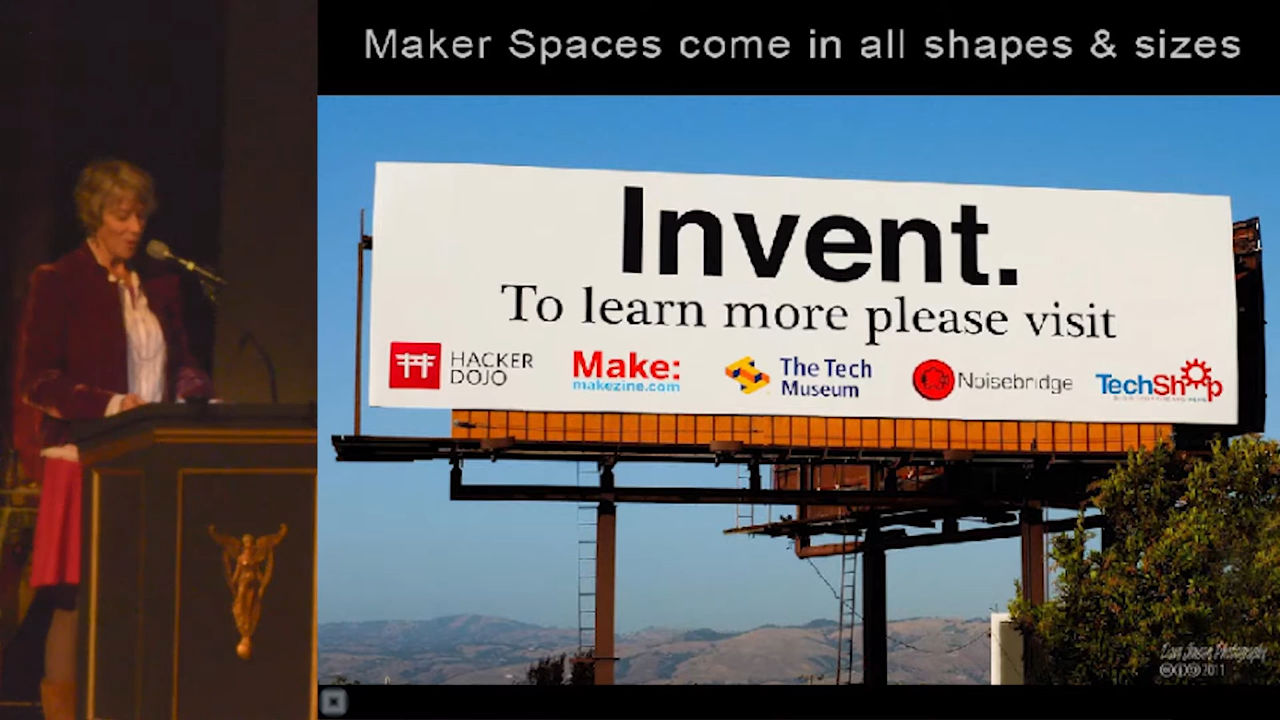 Maker Spaces come in all shapes & sizes
Invent.
To learn more please visit
HACKER
DOJO
Make:
makezine.com
The Tech
Museum
Noisebridge
TechShop
2011